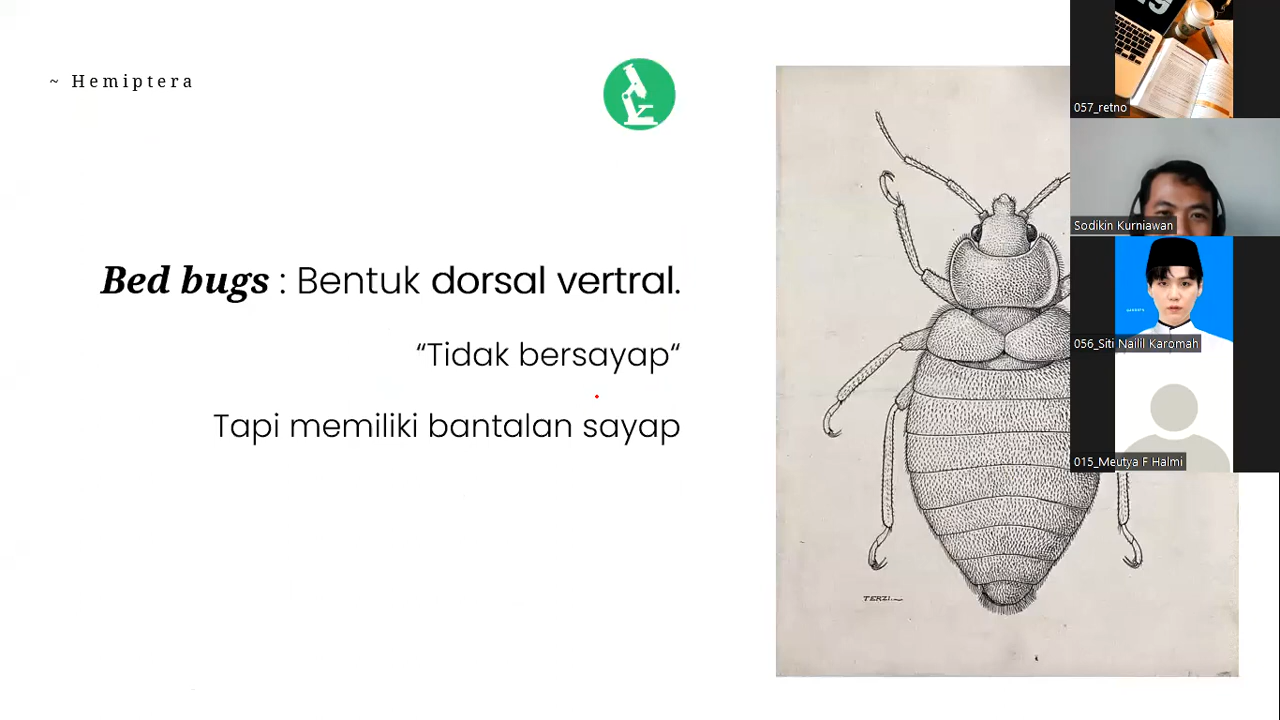 ~ Hemiptera
Bed bugs : Bentuk dorsal vertral.
“Tidak bersayap“
Tapi memiliki bantalan sayap
TERZI
057_retno
Sodikin Kurniawan
056_Siti Nailil Karomah
015_Meutya F Halmi